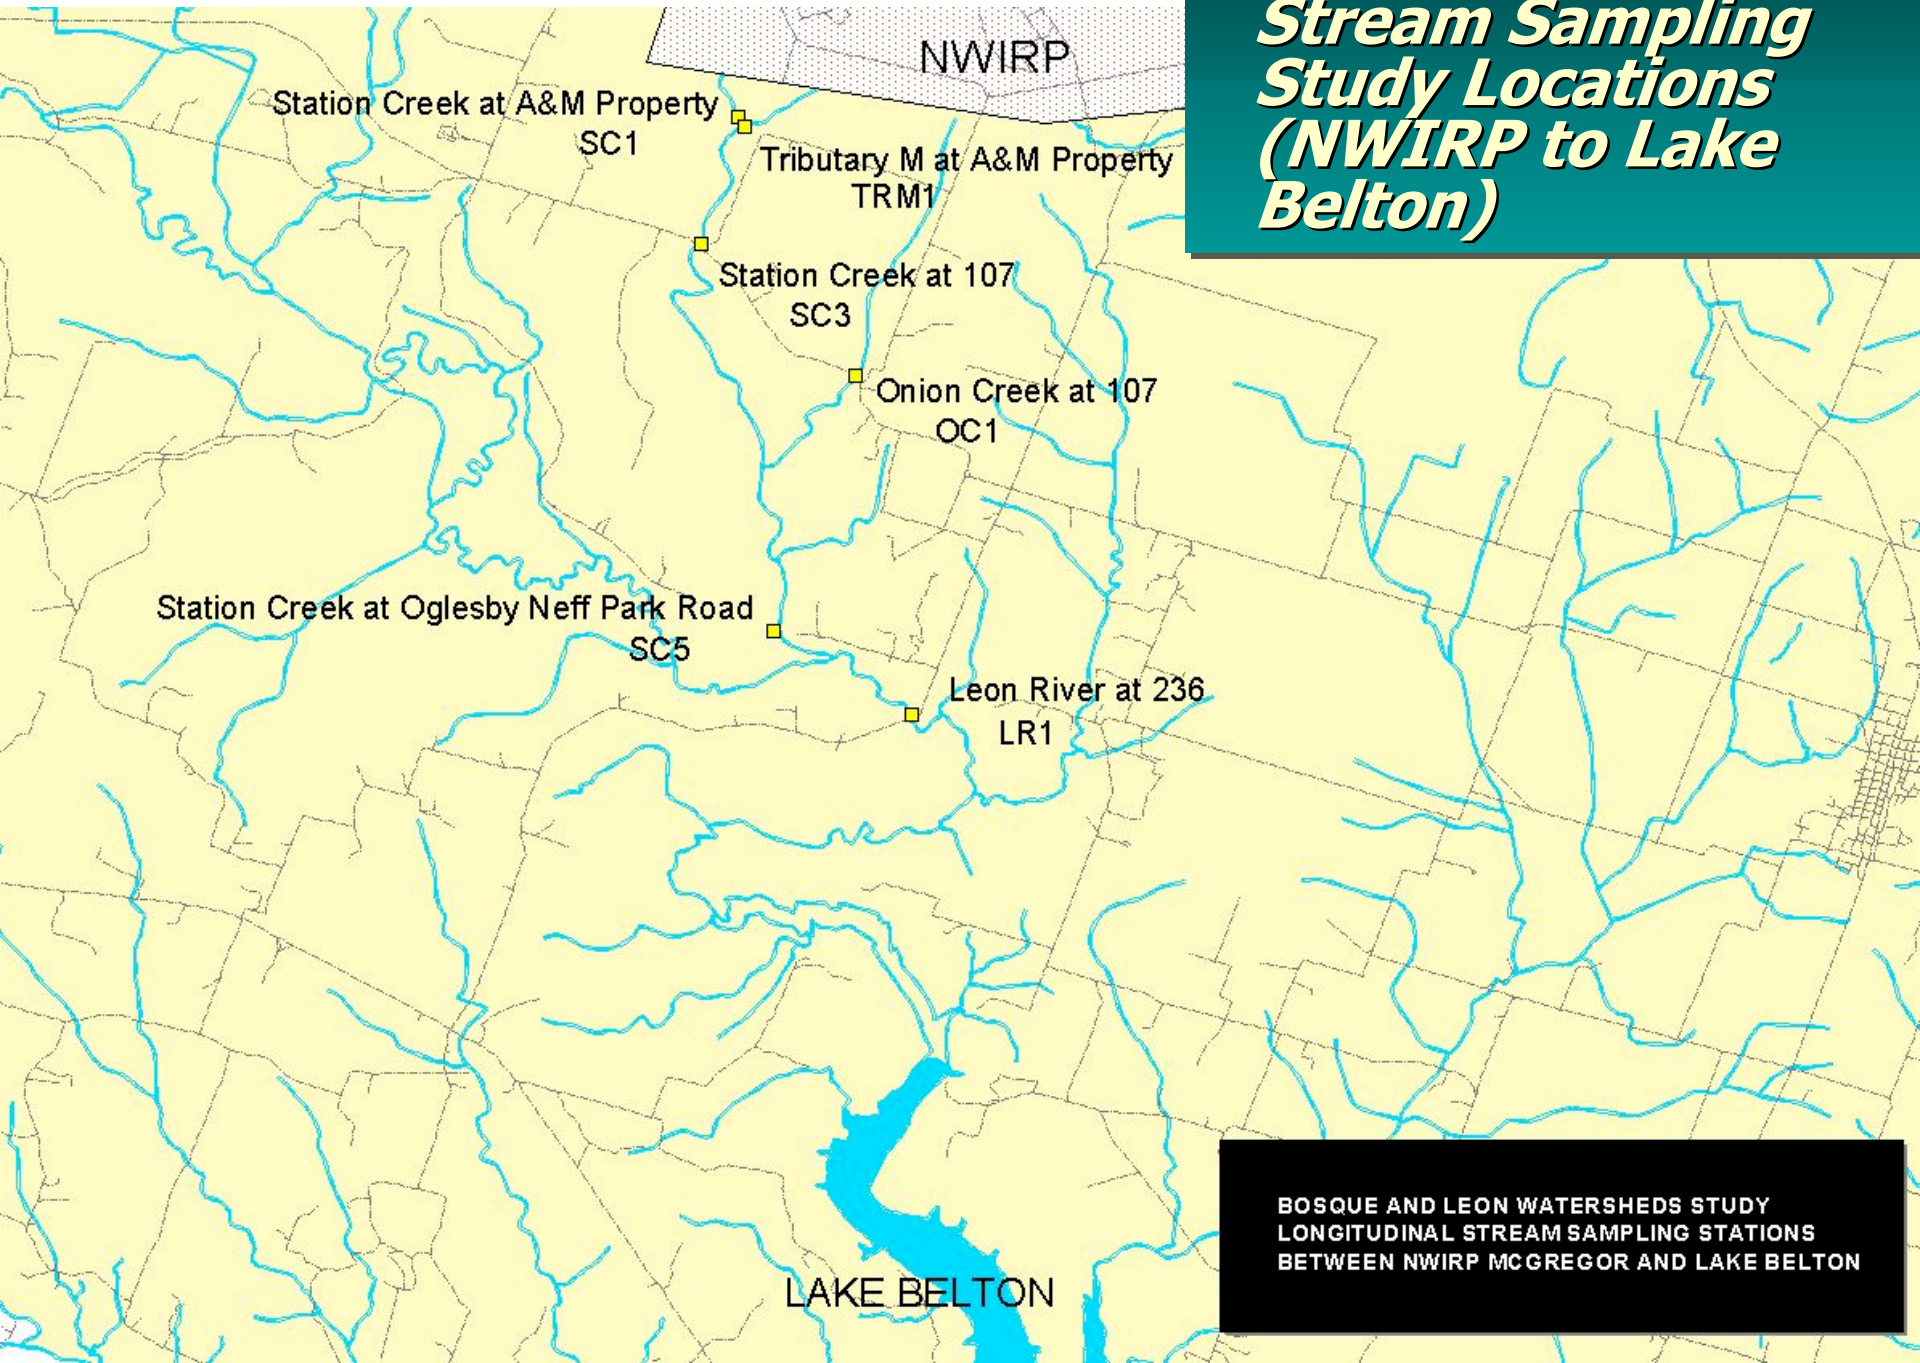 Stream Sampling
Study Locations
(NWIRP to Lake
Belton)
NWIRP
Station Creek at A&M Property
SC1
Tributary M at A&M Property
TRM1
Station Creek at 107
SC3
Onion Creek at 107
OC1
Station Creek at Oglesby Neff Park Road
SC5
Leon River at 236
LR1
LAKE BELTON
BOSQUE AND LEON WATERSHEDS STUDY
LONGITUDINAL STREAM SAMPLING STATIONS
BETWEEN NWIRP MCGREGOR AND LAKE BELTON